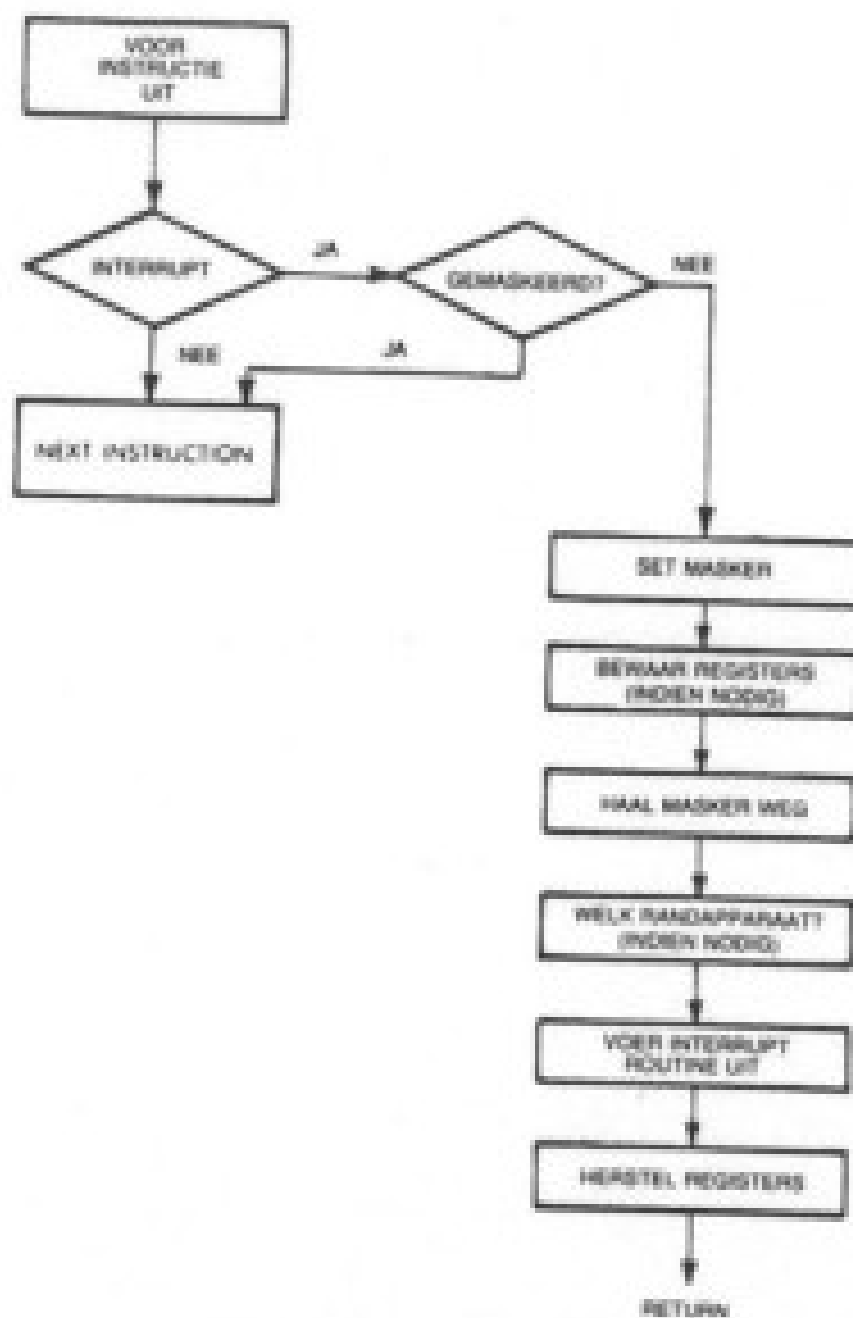 VOOR
INSTRUCTIE
UIT
INTERRUPT
JA
GEMASKEERD?
NEE
NEE
JA
NEXT INSTRUCTION
SET MASKER
BEWAAR REGISTERS
(INDIEN NODIG)
HAAL MASKER WEG
WELK RANDAPPARAAT?
(INDIEN NODIG)
VOER INTERRUPT
ROUTINE UIT
HERSTEL REGISTERS
RETURN